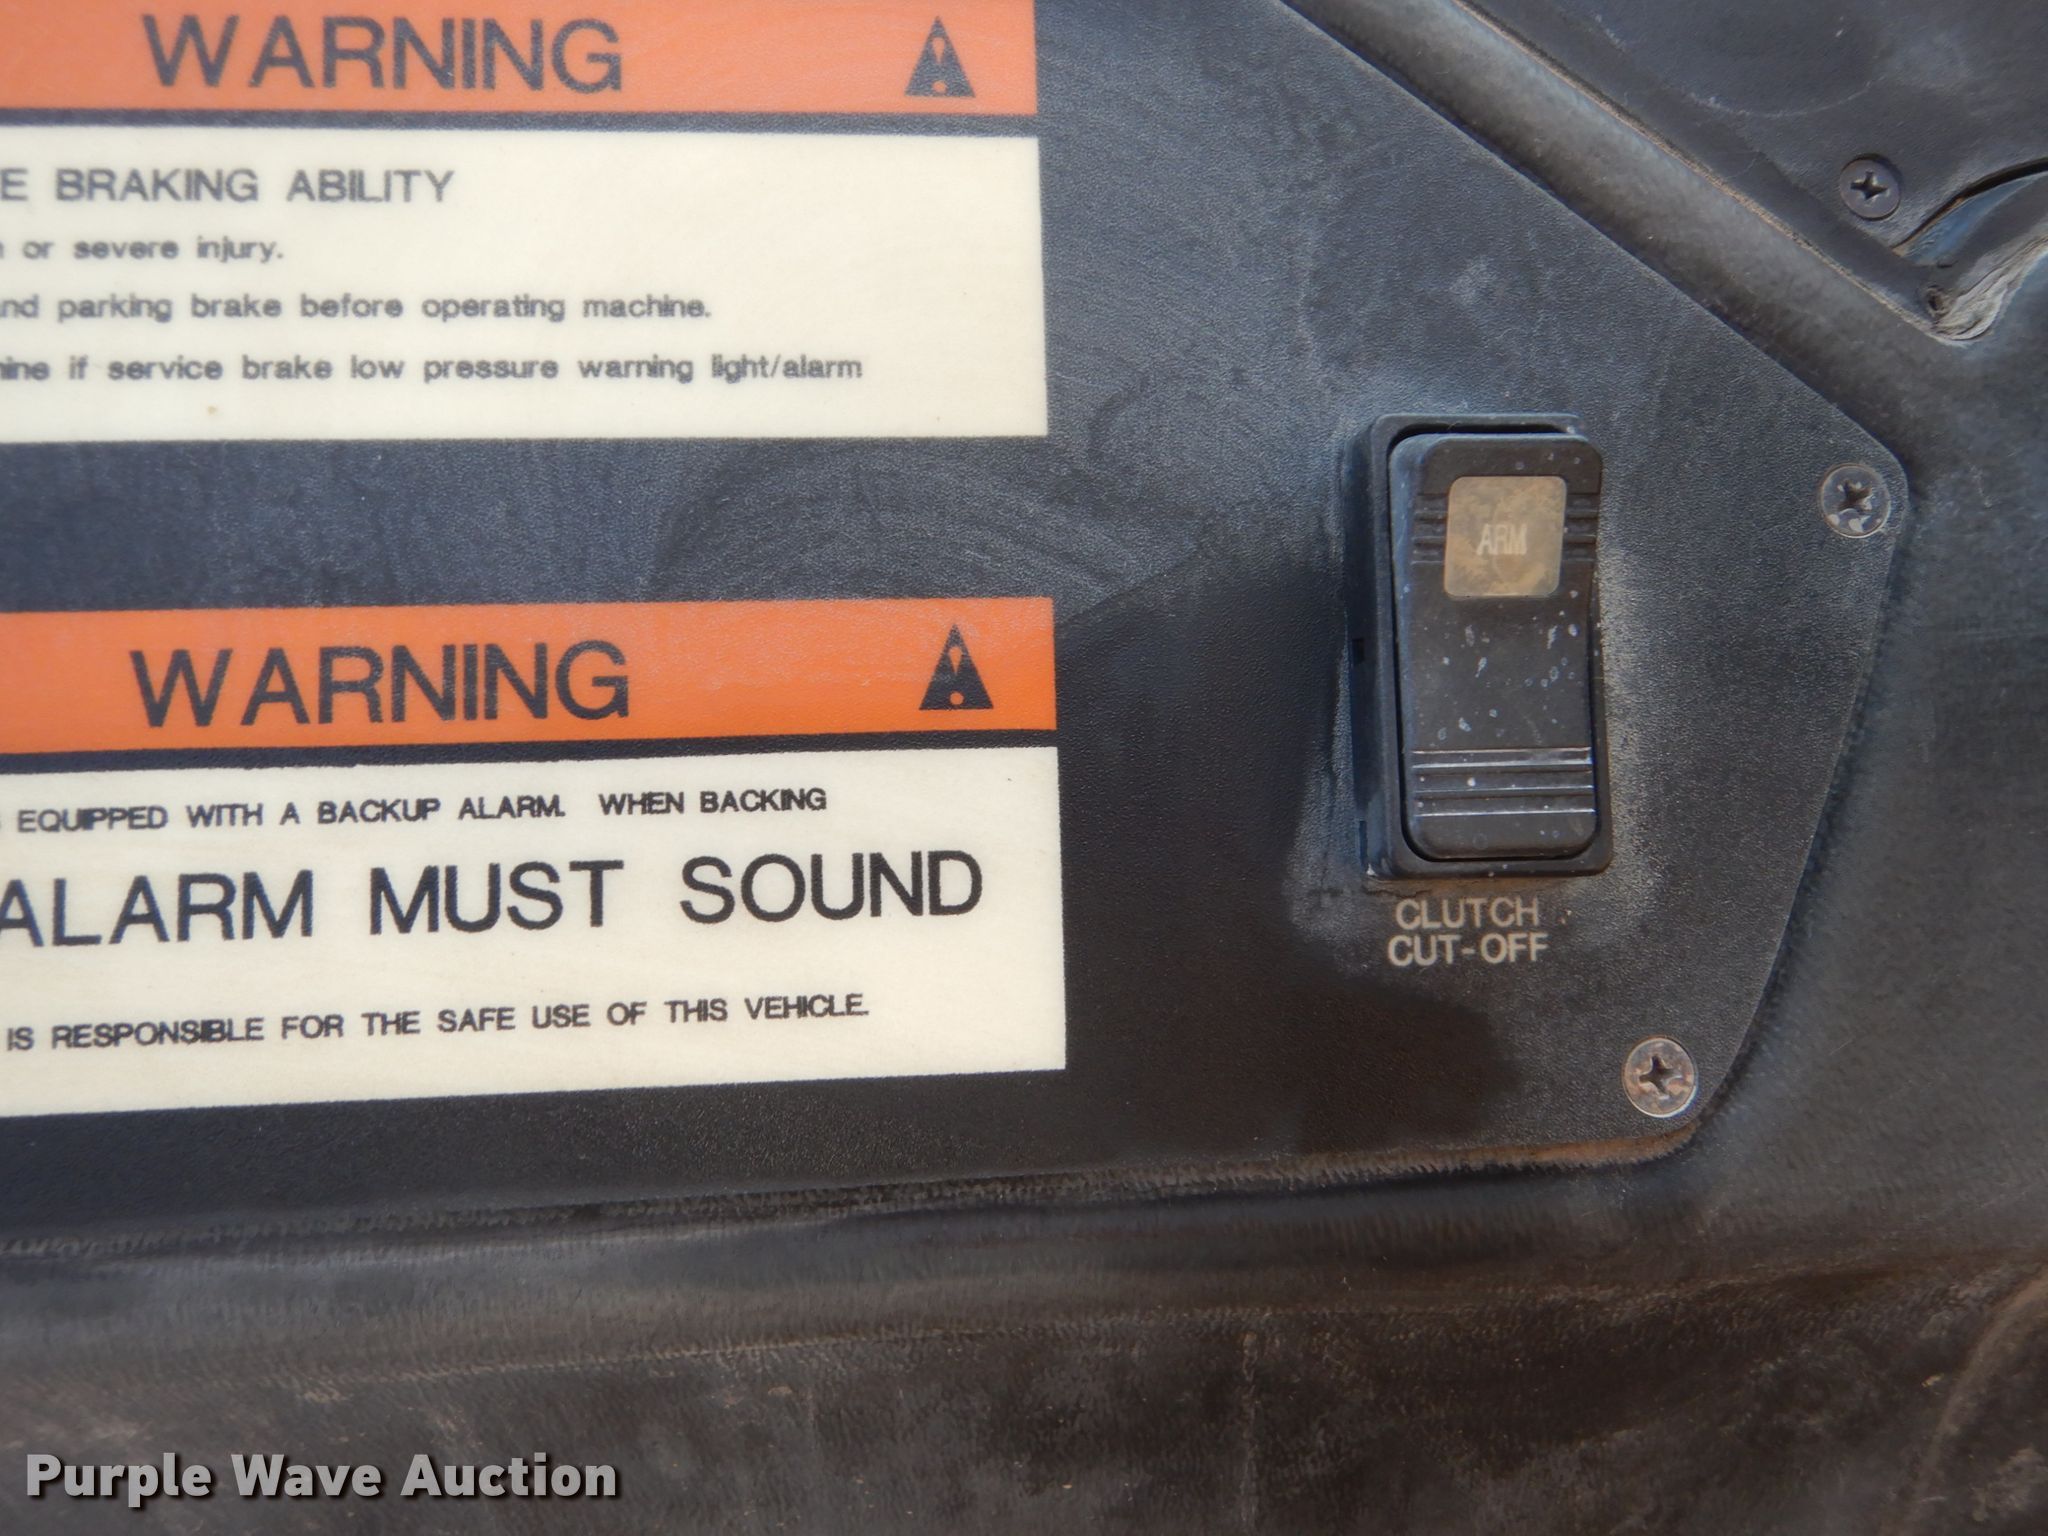 WARNING
BRAKING ABILITY
or severe injury.
parking brake before operating machine.
if service brake low pressure warning light/alarm
WARNING
EQUIPPED WITH A BACKUP ALARM. WHEN BACKING
ALARM MUST SOUND
IS RESPONSIBLE FOR THE SAFE USE OF THIS VEHICLE.
ARM
CLUTCH
CUT-OFF
Purple Wave Auction